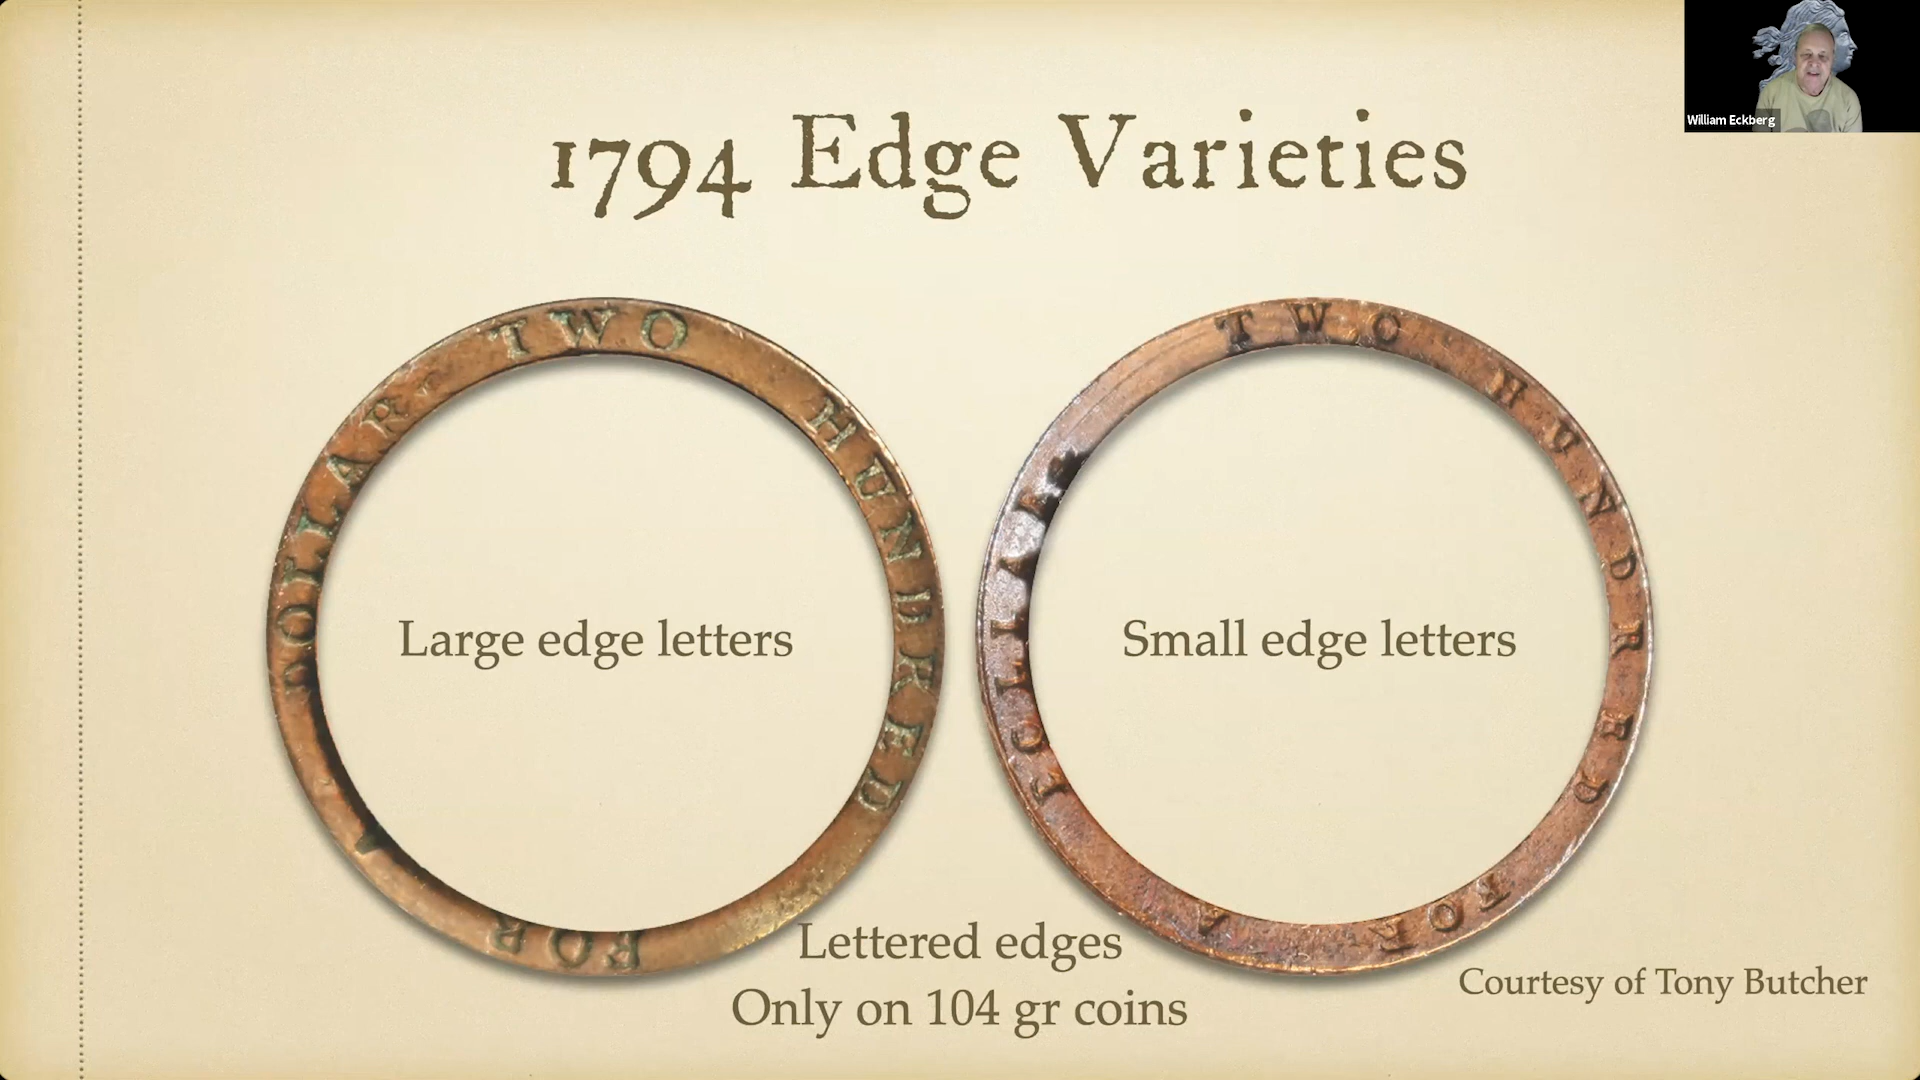 William Eckberg
1794 Edge Varieties
TWO HUNDRED FOR A DOLLAR
Large edge letters
TWO HUNDRED FOR A DOLLAR
Small edge letters
Lettered edges
Only on 104 gr coins
Courtesy of Tony Butcher